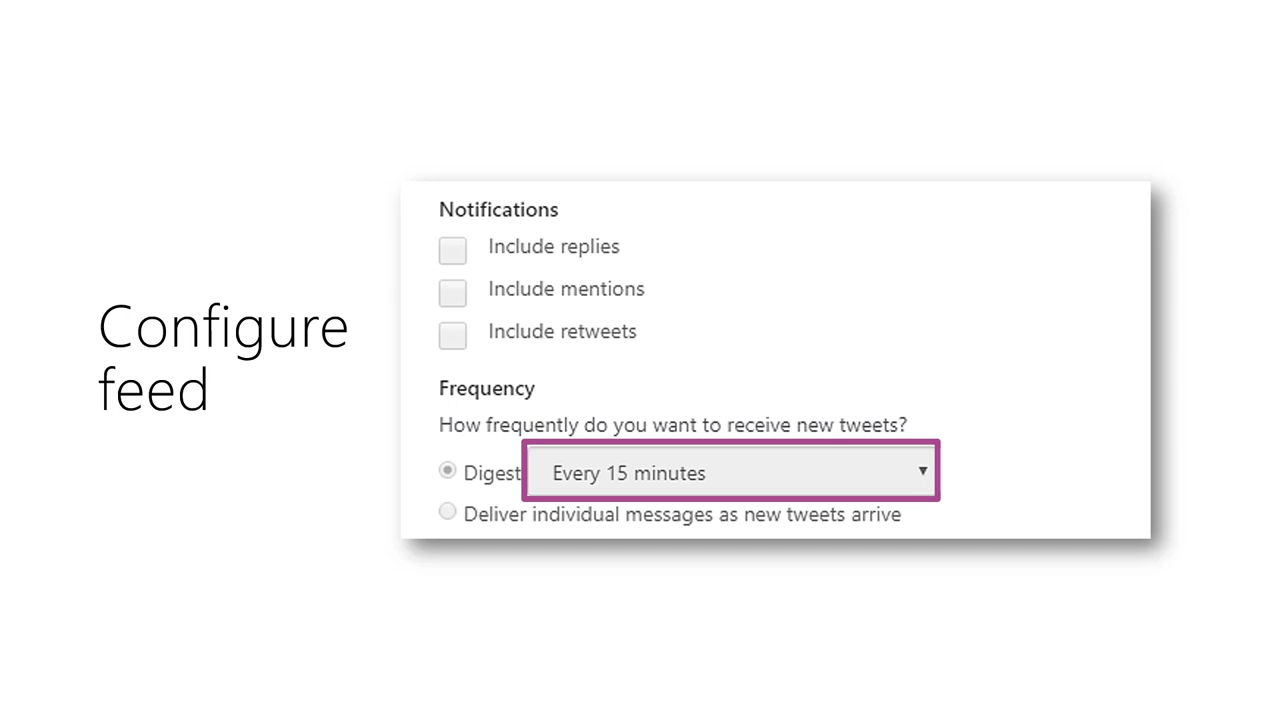 Configure
feed
Notifications
Include replies
Include mentions
Include retweets
Frequency
How frequently do you want to receive new tweets?
Digest Every 15 minutes
Deliver individual messages as new tweets arrive